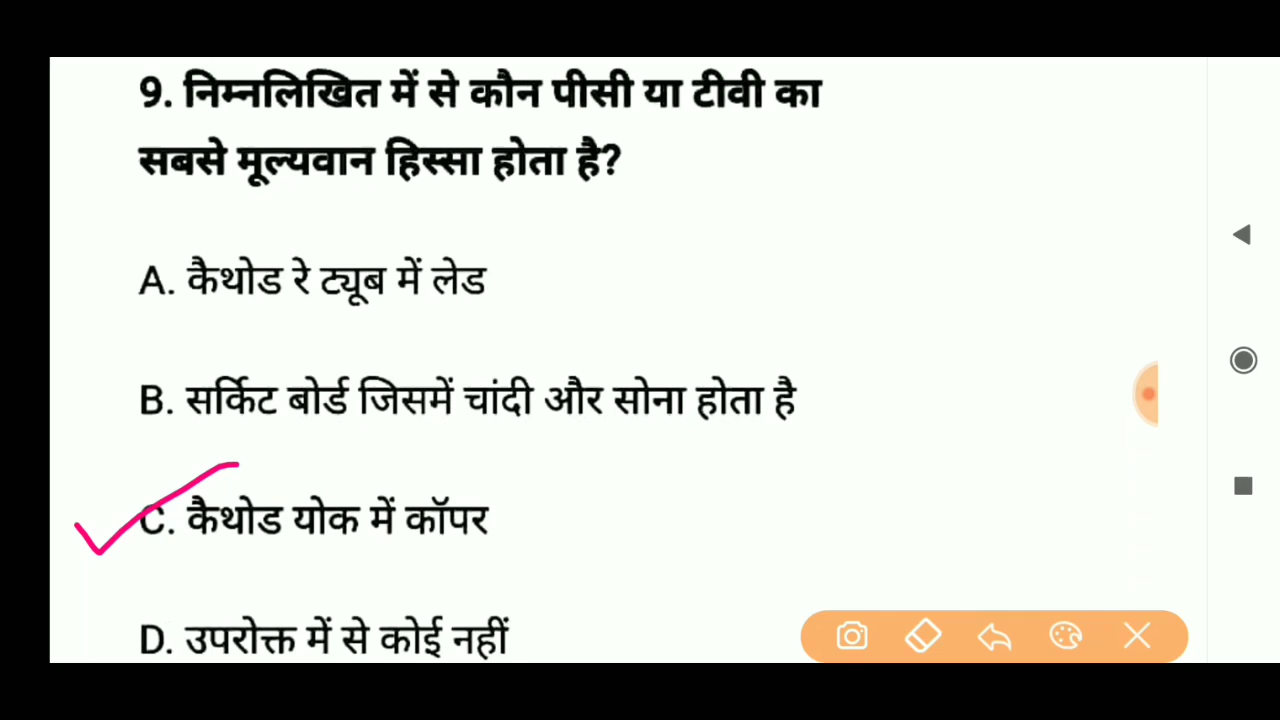 9. निम्नलिखित में से कौन पीसी या टीवी का
सबसे मूल्यवान हिस्सा होता है?
A. कैथोड रे ट्यूब में लेड
B. सर्किट बोर्ड जिसमें चांदी और सोना होता है
C. कैथोड योक में कॉपर
D. उपरोक्त में से कोई नहीं